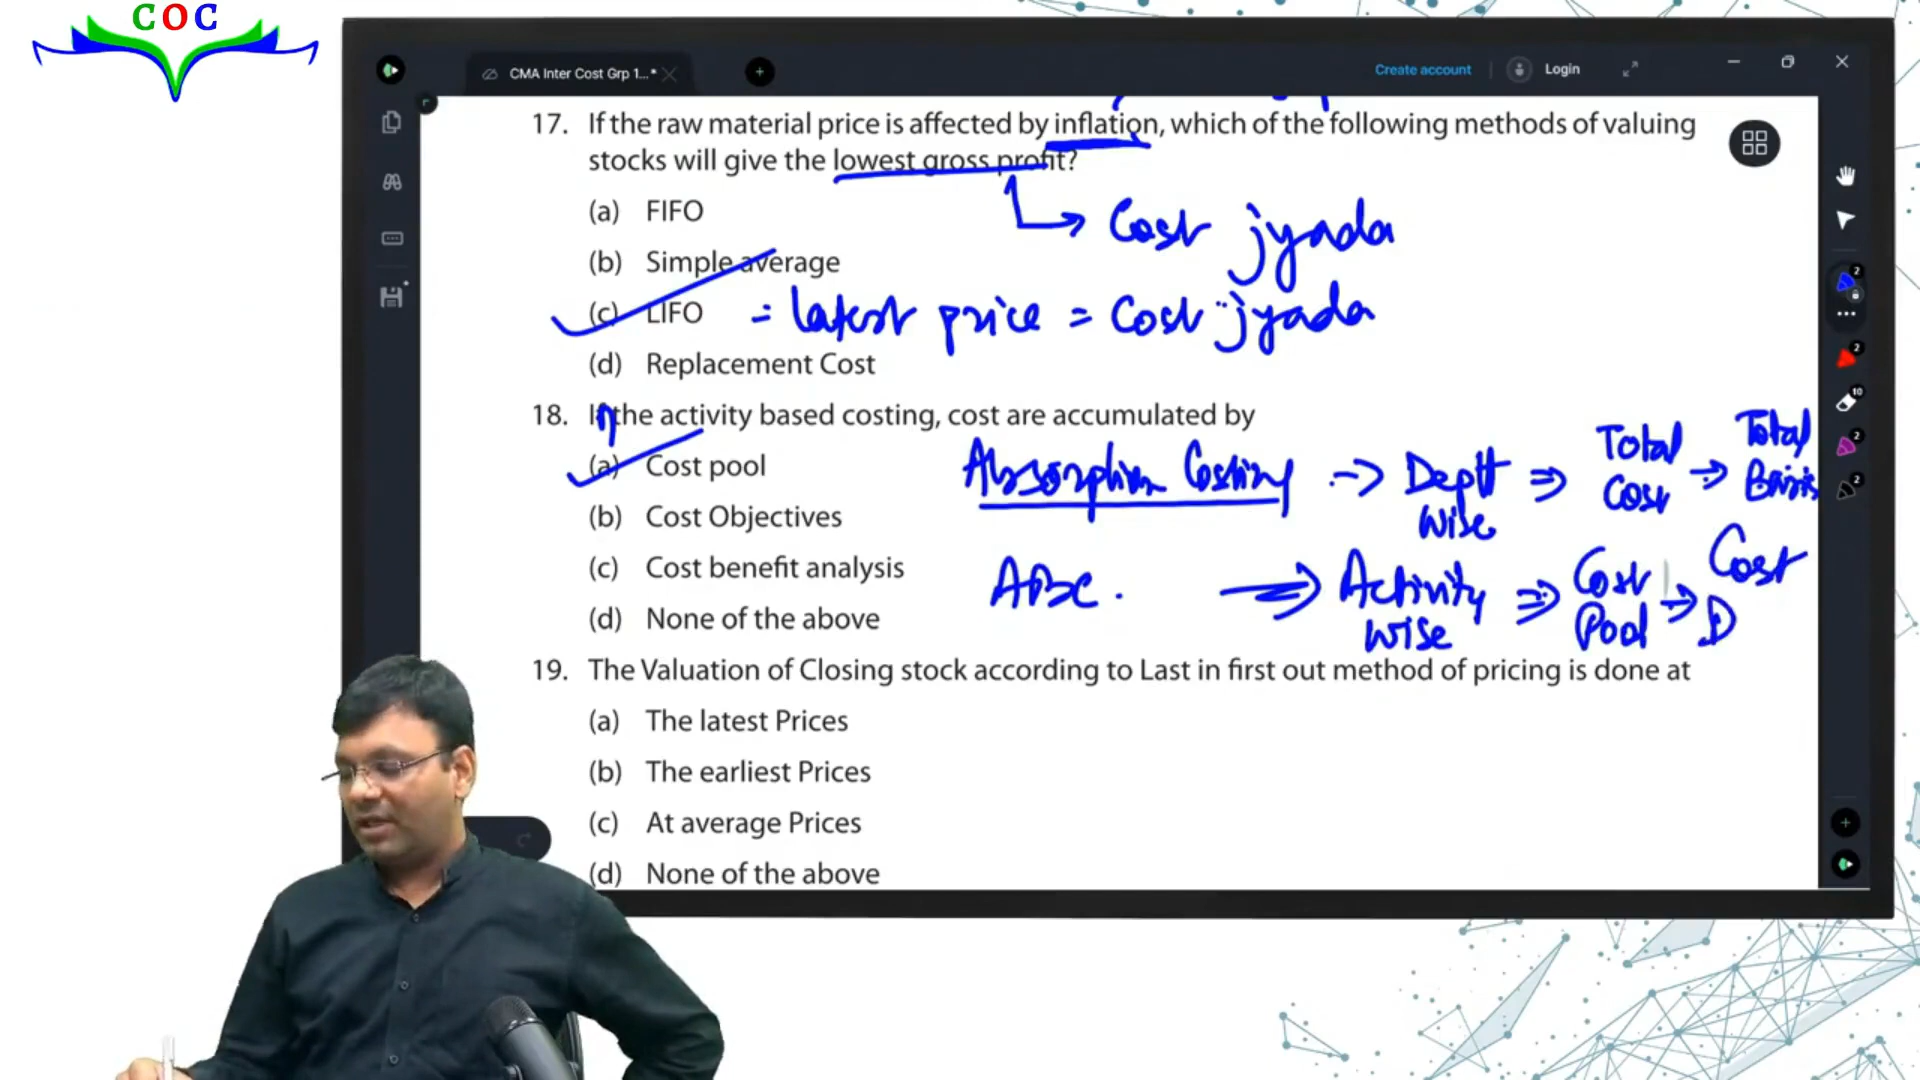 COC
CMA Inter Cost Grp 1...*
Create account
Login
17. If the raw material price is affected by inflation, which of the following methods of valuing
stocks will give the lowest gross profit?
(a) FIFO
Cost jyada
(b) Simple average
(c) LIFO = latest price = Cost jyada
(d) Replacement Cost
18. In the activity based costing, cost are accumulated by
(a) Cost pool
Absorption Costing → Deptt wise ⇒ Total Cost → Total Basis
(b) Cost Objectives
(c) Cost benefit analysis
ABC. ⇒ Activity wise ⇒ Cost Pool → Cost D
(d) None of the above
19. The Valuation of Closing stock according to Last in first out method of pricing is done at
(a) The latest Prices
(b) The earliest Prices
(c) At average Prices
(d) None of the above
2
2
10
2
2